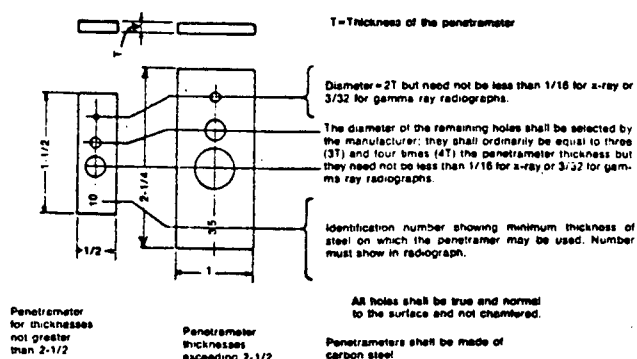 T=Thickness of the penetrameter
T
Diameter=2T but need not be less than 1/16 for x-ray or
3/32 for gamma ray radiographs.
The diameter of the remaining holes shall be selected by
the manufacturer; they shall ordinarily be equal to three
(3T) and four times (4T) the penetrameter thickness but
they need not be less than 1/16 for x-ray or 3/32 for gam-
ma ray radiographs.
1-1/2
2-1/4
10
3.5
Identification number showing minimum thickness of
steel on which the penetramer may be used. Number
must show in radiograph.
1/2
1
All holes shall be true and normal
to the surface and not chamfered.
Penetrameter
for thicknesses
not greater
than 2-1/2
Penetrameter
thicknesses
exceeding 2-1/2
Penetrameters shall be made of
carbon steel